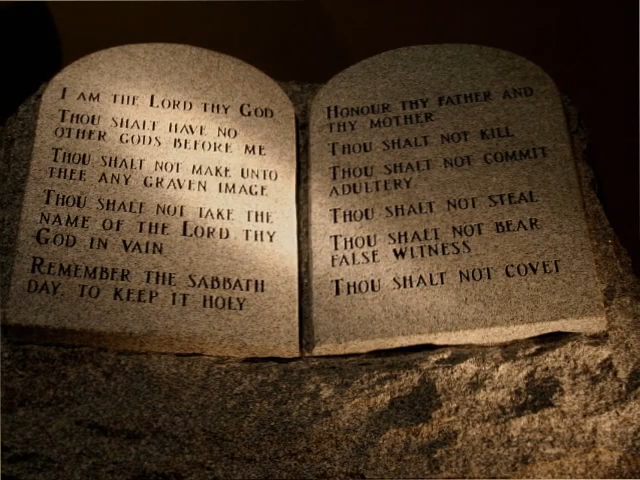 I AM THE LORD THY GOD
THOU SHALT HAVE NO
OTHER GODS BEFORE ME
THOU SHALT NOT MAKE UNTO
THEE ANY GRAVEN IMAGE
THOU SHALT NOT TAKE THE
NAME OF THE LORD THY
GOD IN VAIN
REMEMBER THE SABBATH
DAY, TO KEEP IT HOLY
HONOUR THY FATHER AND
THY MOTHER
THOU SHALT NOT KILL
THOU SHALT NOT COMMIT
ADULTERY
THOU SHALT NOT STEAL
THOU SHALT NOT BEAR
FALSE WITNESS
THOU SHALT NOT COVET